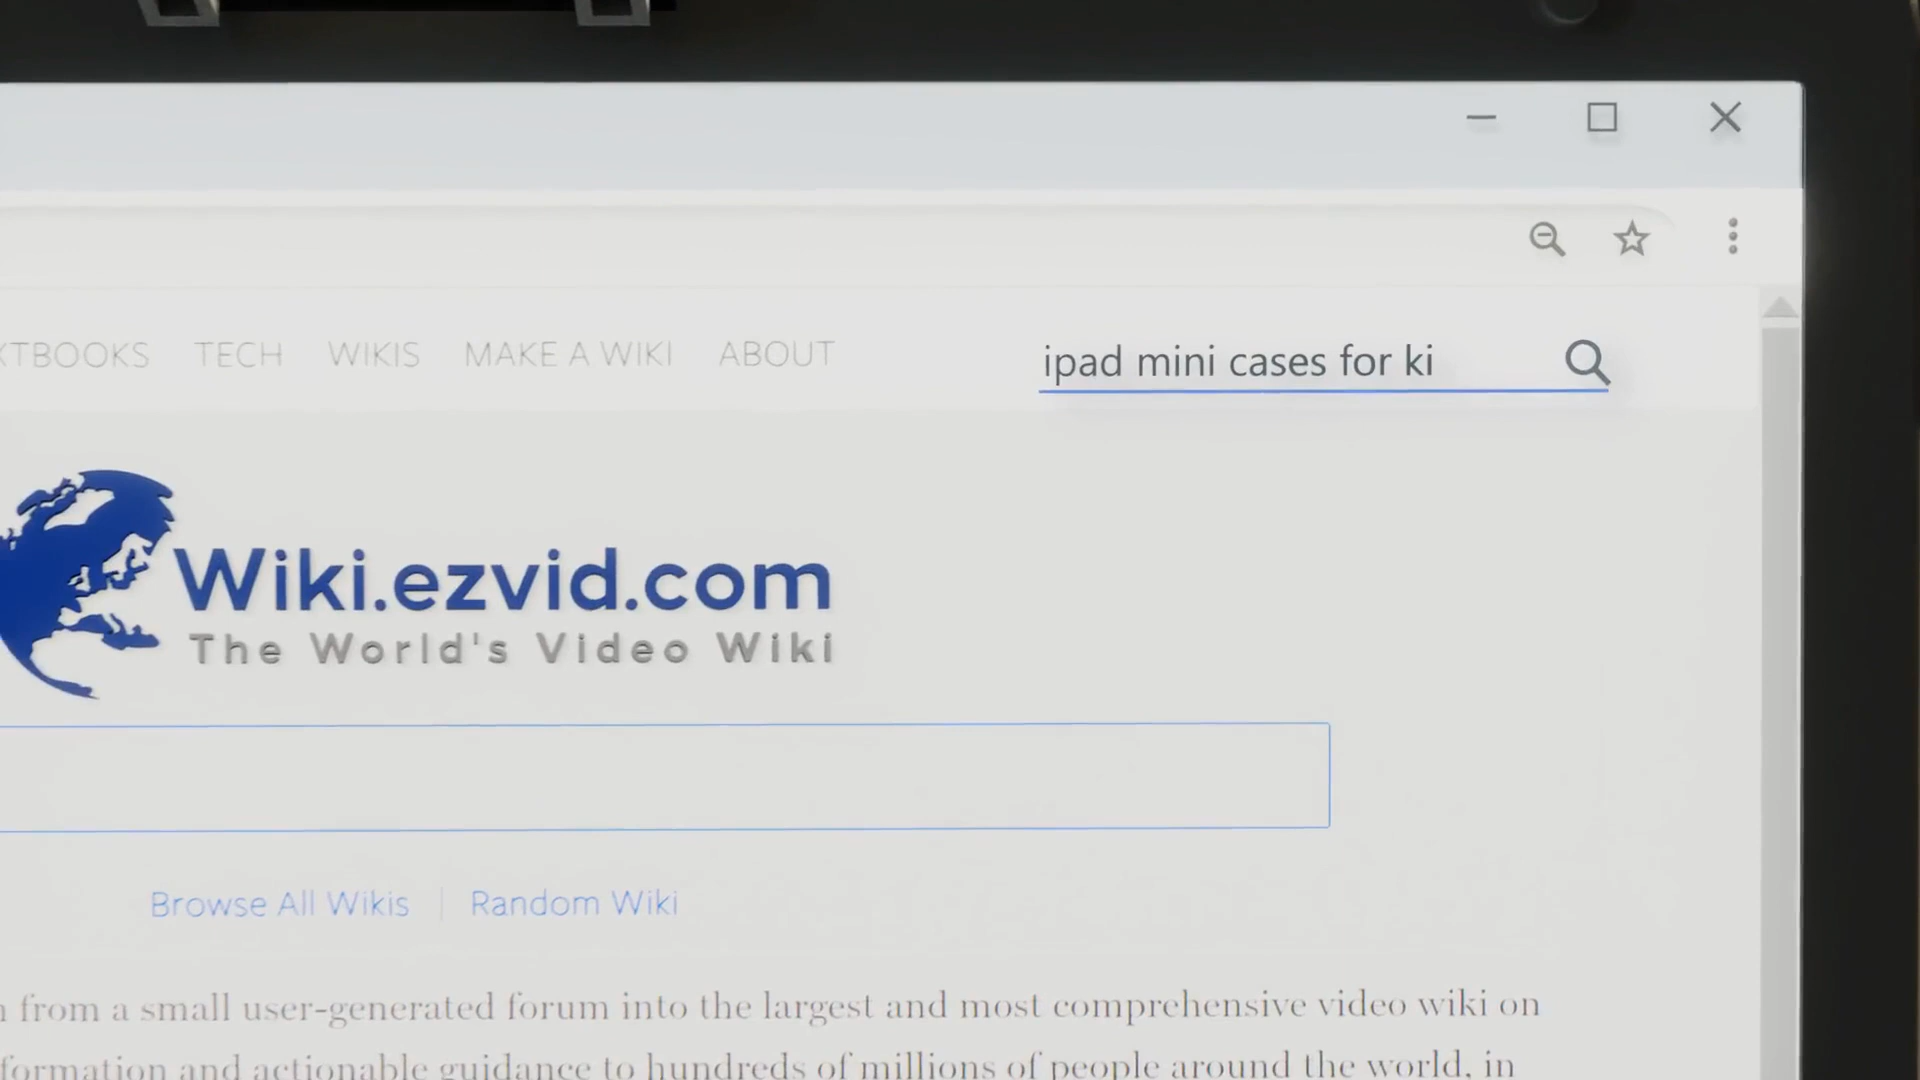 TECH WIKIS MAKE A WIKI ABOUT
ipad mini cases for ki
Wiki.ezvid.com
The World's Video Wiki
Browse All Wikis | Random Wiki
from a small user-generated forum into the largest and most comprehensive video wiki on
and actionable guidance to hundreds of millions of people around the world, in